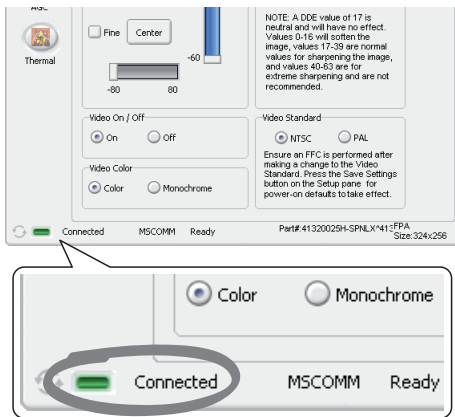 AGC
Thermal
Fine
Center
-60
-80 80
NOTE: A DDE value of 17 is
neutral and will have no effect.
Values 0-16 will soften the
image, values 17-39 are normal
values for sharpening the image,
and values 40-63 are for
extreme sharpening and are not
recommended.
Video On / Off
On Off
Video Color
Color Monochrome
Video Standard
NTSC PAL
Ensure an FFC is performed after
making a change to the Video
Standard. Press the Save Settings
button on the Setup pane for
power-on defaults to take effect.
Connected MSCOMM Ready Part#:41320025H-SPNLX^413 FPA
Size:324x256
Color Monochrome
Connected MSCOMM Ready